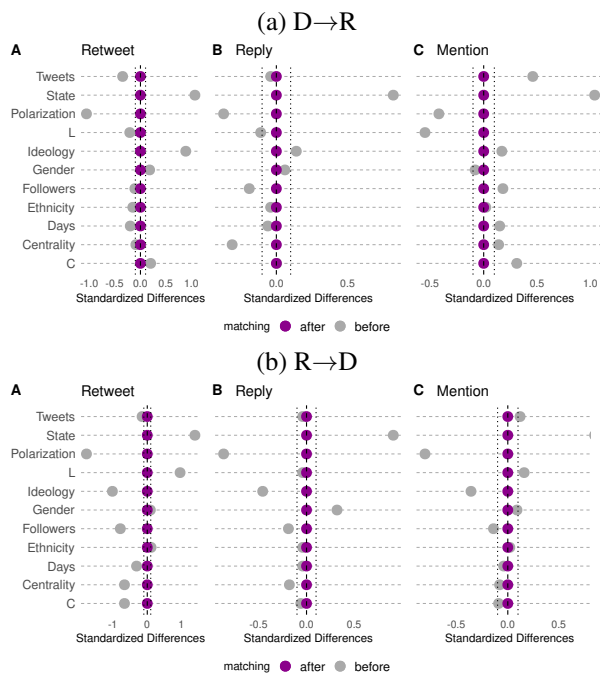 (a) D→R
A Retweet B Reply C Mention
Tweets
State
Polarization
L
Ideology
Gender
Followers
Ethnicity
Days
Centrality
C
-1.0 -0.5 0.0 0.5 1.0 0.0 0.5 -0.5 0.0 0.5 1.0
Standardized Differences Standardized Differences Standardized Differences
matching after before
(b) R→D
A Retweet B Reply C Mention
Tweets
State
Polarization
L
Ideology
Gender
Followers
Ethnicity
Days
Centrality
C
-1 0 1 -0.5 0.0 0.5 -0.5 0.0 0.5
Standardized Differences Standardized Differences Standardized Differences
matching after before